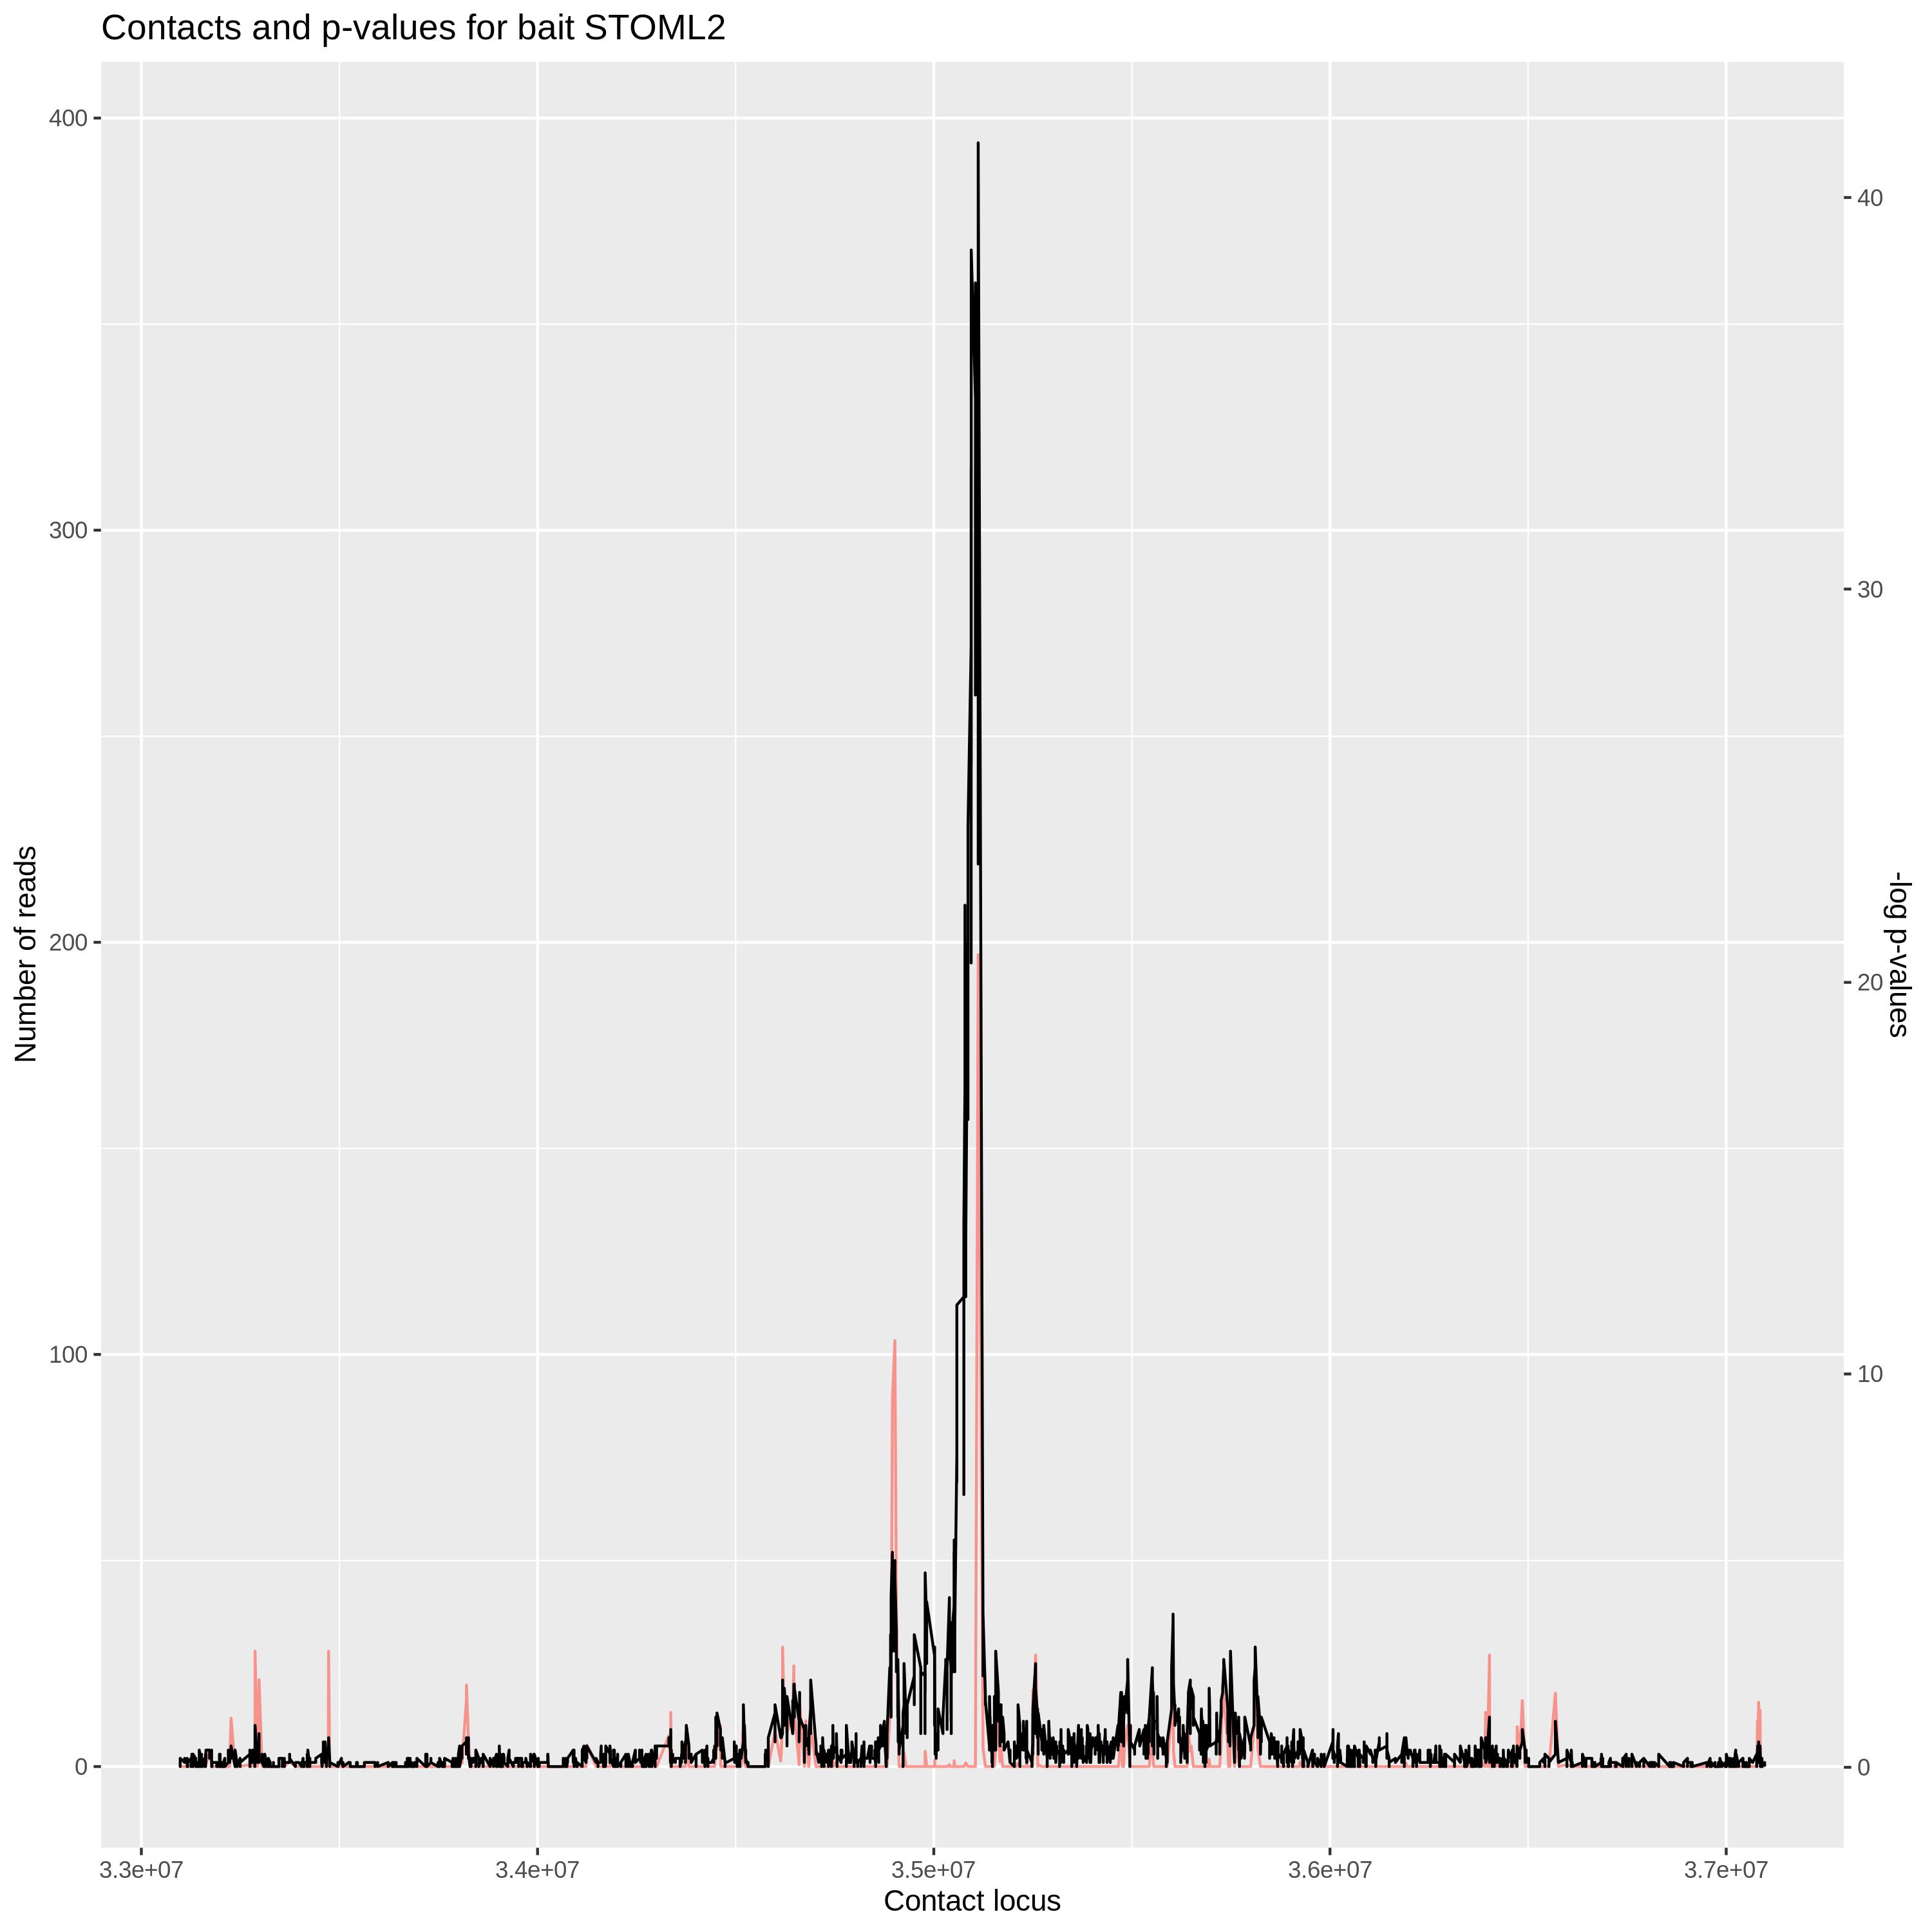 Contacts and p-values for bait STOML2
400
300
200
100
0
Number of reads
40
30
20
10
0
-log p-values
3.3e+07
3.4e+07
3.5e+07
3.6e+07
3.7e+07
Contact locus